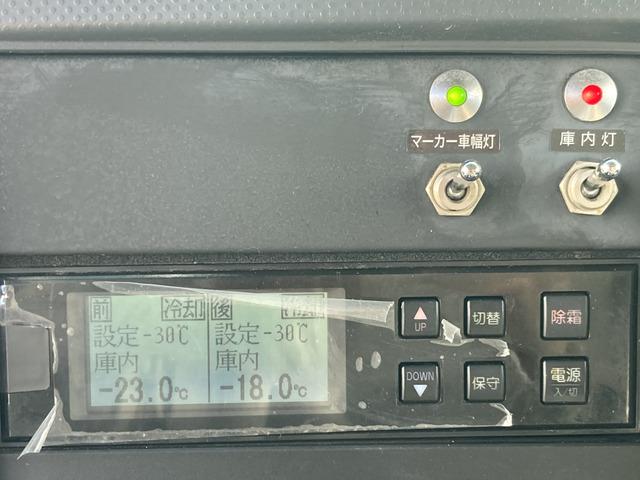 マーカー車幅灯
庫内灯
前 冷却 後 冷却
設定-30℃ 設定-30℃
庫内 庫内
-23.0℃ -18.0℃
UP
切替
除霜
DOWN
保守
電源
入/切